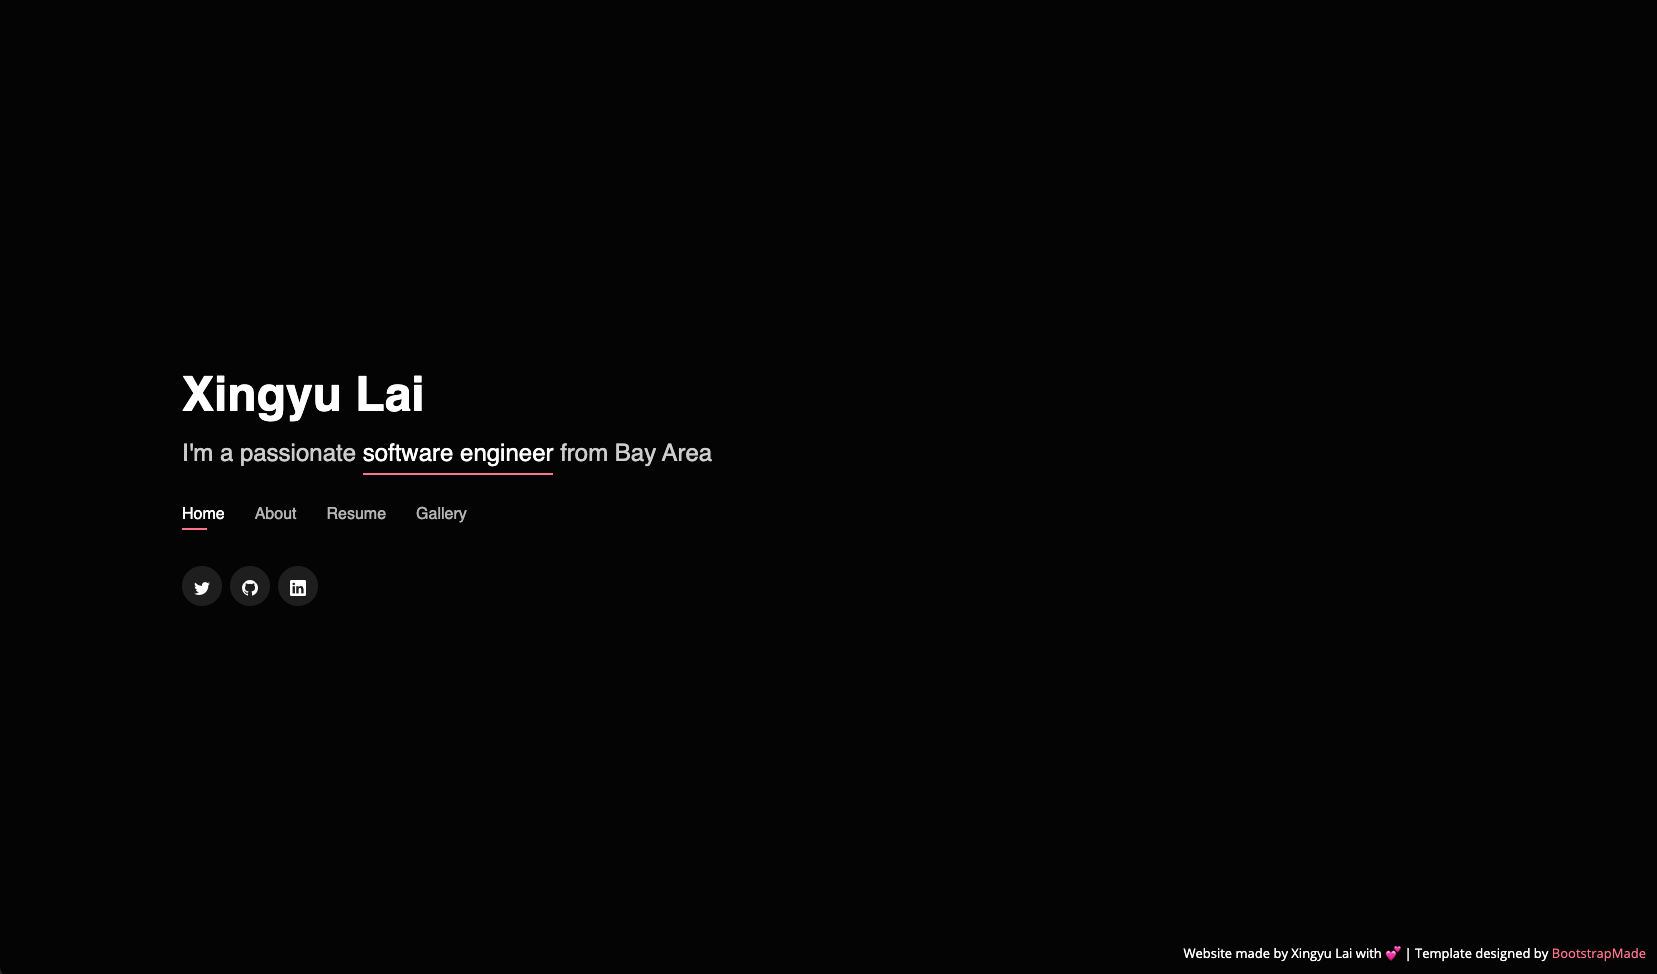 Xingyu Lai
I'm a passionate software engineer from Bay Area
Home About Resume Gallery
in
Website made by Xingyu Lai with 💕 | Template designed by BootstrapMade